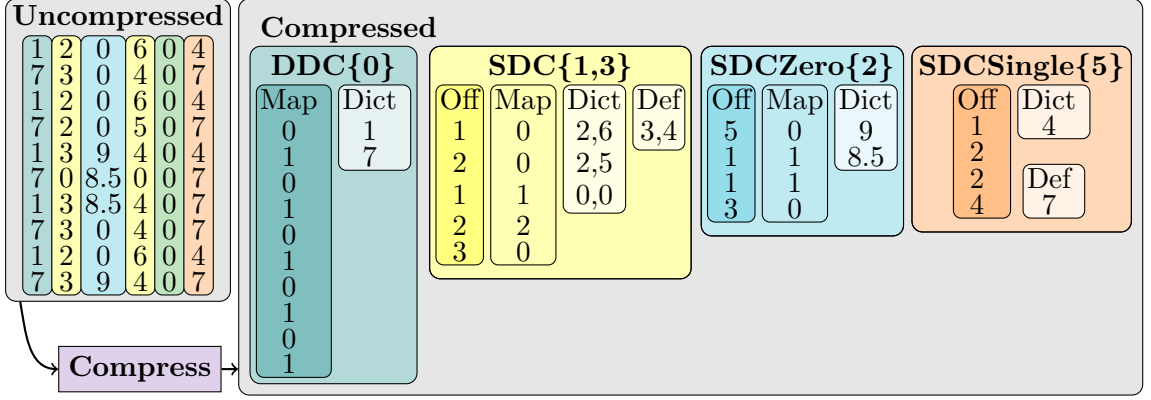 Uncompressed
1 2 0 6 0 4
7 3 0 4 0 7
1 2 0 6 0 4
7 2 0 5 0 7
1 3 9 4 0 4
7 0 8.5 0 0 7
1 3 8.5 4 0 7
7 3 0 4 0 7
1 2 0 6 0 4
7 3 9 4 0 7
Compress
Compressed
DDC{0}
Map
0
1
0
1
0
1
0
1
0
1
Dict
1
7
SDC{1,3}
Off
1
2
1
2
3
Map
0
0
1
2
0
Dict
2,6
2,5
0,0
Def
3,4
SDCZero{2}
Off
5
1
1
3
Map
0
1
1
0
Dict
9
8.5
SDCSingle{5}
Off
1
2
2
4
Dict
4
Def
7